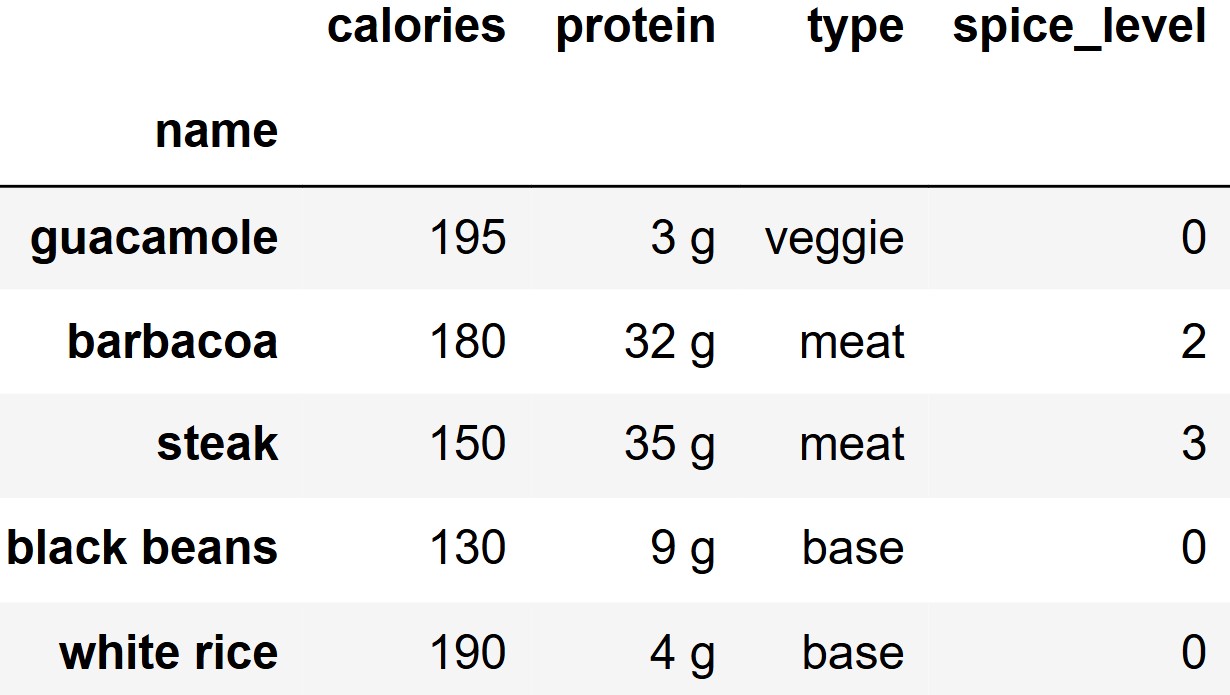 calories protein type spice_level
name
guacamole 195 3 g veggie 0
barbacoa 180 32 g meat 2
steak 150 35 g meat 3
black beans 130 9 g base 0
white rice 190 4 g base 0